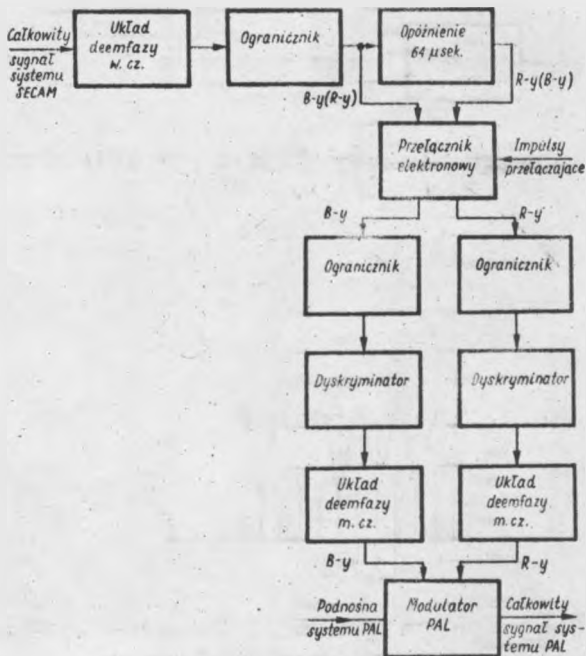 Całkowity
sygnał
systemu
SECAM
Układ
deemfazy
w. cz.
Ogranicznik
Opóźnienie
64 μsek.
B-y(R-y)
R-y(B-y)
Przełącznik
elektronowy
Impulsy
przełączające
B-y
R-y
Ogranicznik
Ogranicznik
Dyskryminator
Dyskryminator
Układ
deemfazy
m. cz.
Układ
deemfazy
m. cz.
B-y
R-y
Podnośna
systemu PAL
Modulator
PAL
Całkowity
sygnał sys-
temu PAL